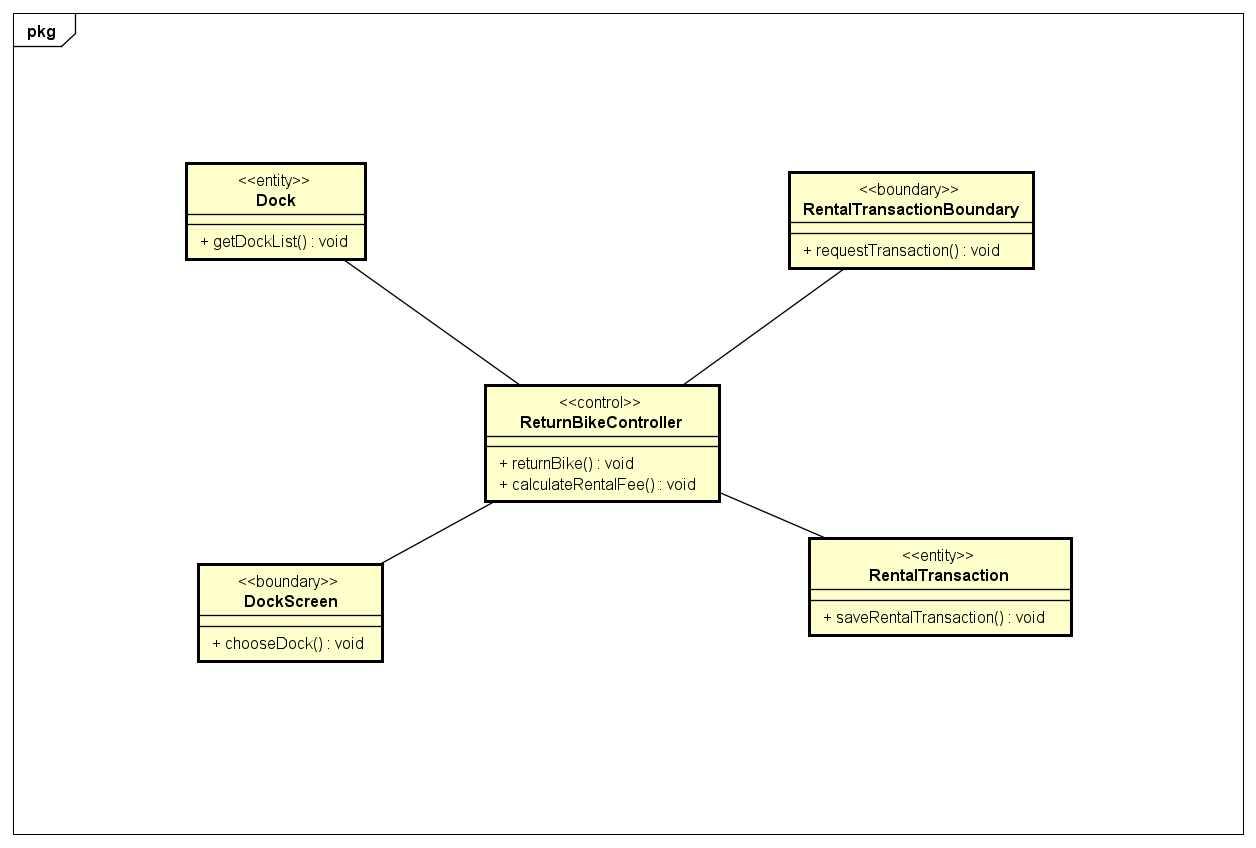 pkg
<<entity>>
Dock
+ getDockList() : void
<<boundary>>
RentalTransactionBoundary
+ requestTransaction() : void
<<control>>
ReturnBikeController
+ returnBike() : void
+ calculateRentalFee() : void
<<boundary>>
DockScreen
+ chooseDock() : void
<<entity>>
RentalTransaction
+ saveRentalTransaction() : void